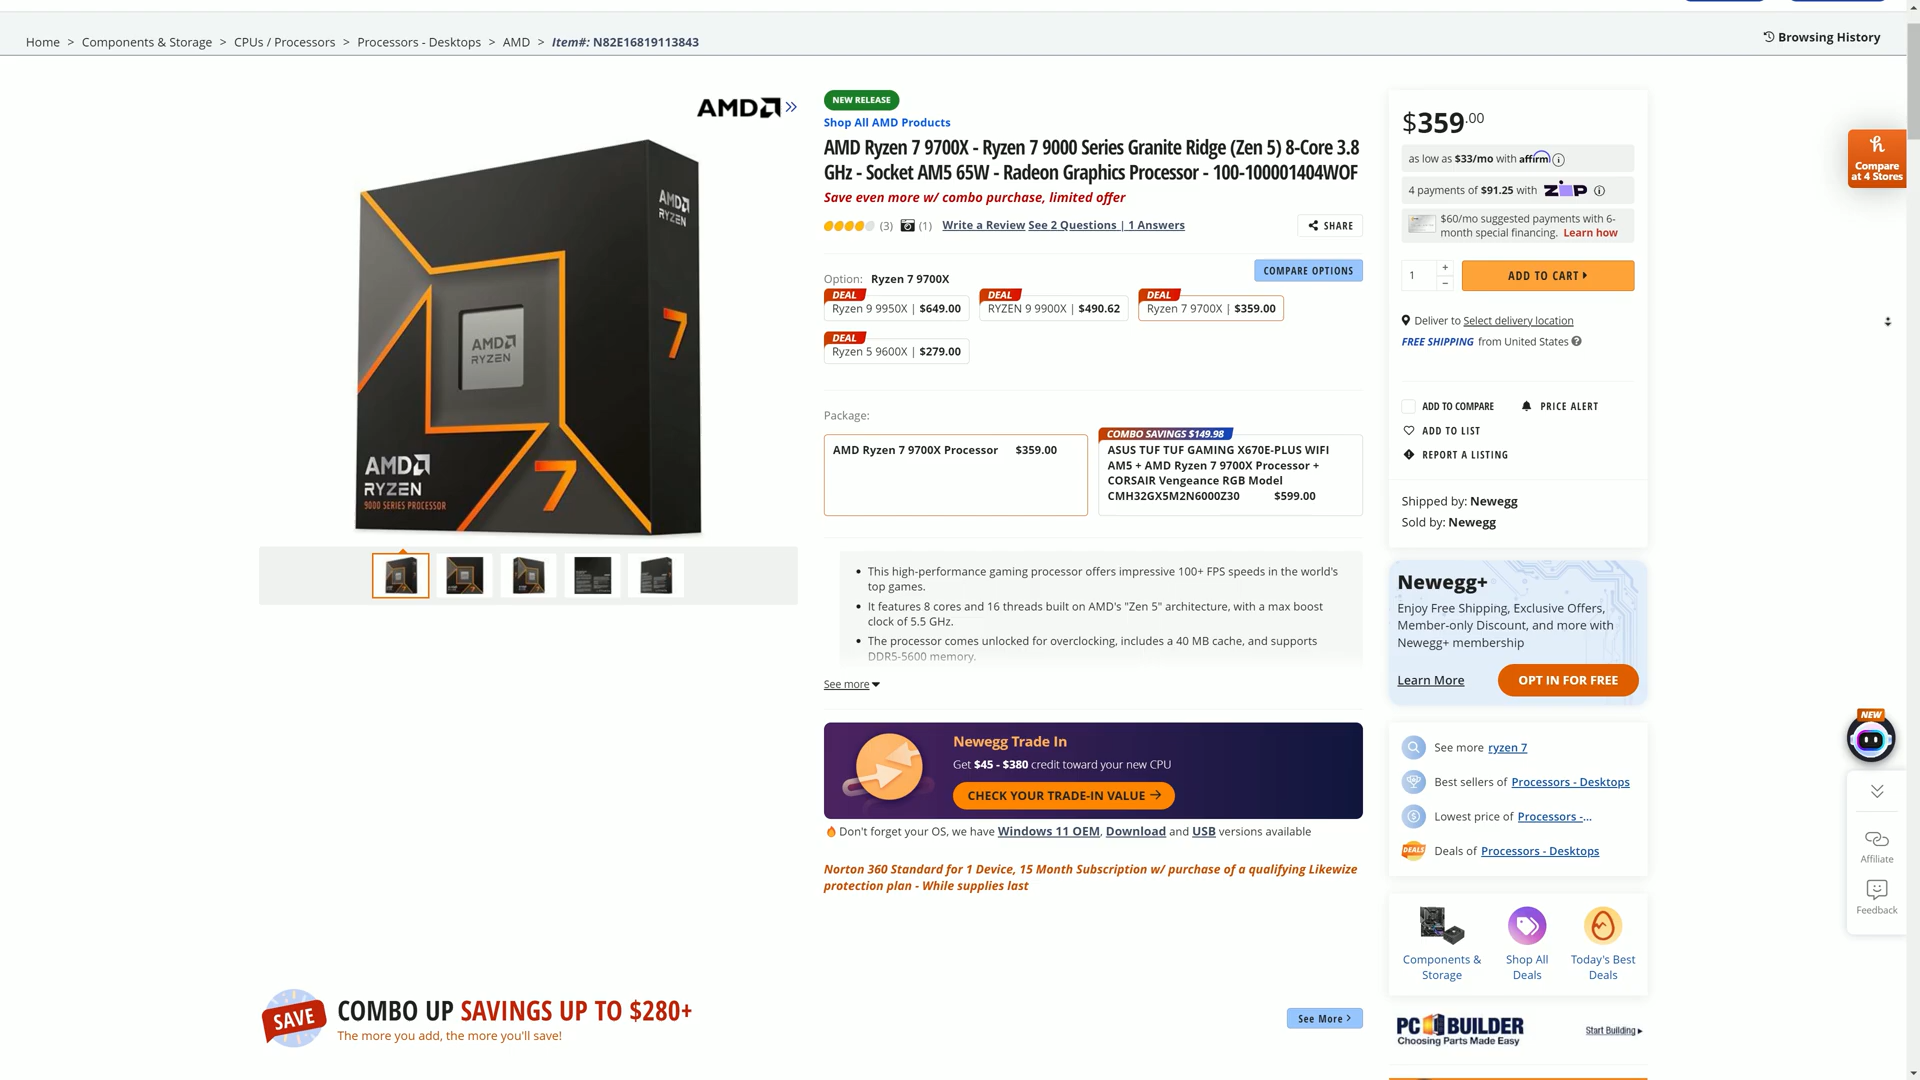 Home > Components & Storage > CPUs / Processors > Processors - Desktops > AMD > Item#: N82E16819113843
Browsing History
AMD
NEW RELEASE
Shop All AMD Products
AMD Ryzen 7 9700X - Ryzen 7 9000 Series Granite Ridge (Zen 5) 8-Core 3.8
GHz - Socket AM5 65W - Radeon Graphics Processor - 100-100001404WOF
Save even more w/ combo purchase, limited offer
(3) (1) Write a Review See 2 Questions | 1 Answers
SHARE
Option: Ryzen 7 9700X
COMPARE OPTIONS
DEAL
Ryzen 9 9950X | $649.00
DEAL
RYZEN 9 9900X | $490.62
DEAL
Ryzen 7 9700X | $359.00
DEAL
Ryzen 5 9600X | $279.00
Package:
AMD Ryzen 7 9700X Processor $359.00
COMBO SAVINGS $149.98
ASUS TUF TUF GAMING X670E-PLUS WIFI
AM5 + AMD Ryzen 7 9700X Processor +
CORSAIR Vengeance RGB Model
CMH32GX5M2N6000Z30 $599.00
This high-performance gaming processor offers impressive 100+ FPS speeds in the world's
top games.
It features 8 cores and 16 threads built on AMD's "Zen 5" architecture, with a max boost
clock of 5.5 GHz.
The processor comes unlocked for overclocking, includes a 40 MB cache, and supports
DDR5-5600 memory.
See more
Newegg Trade In
Get $45 - $380 credit toward your new CPU
CHECK YOUR TRADE-IN VALUE
Don't forget your OS, we have Windows 11 OEM, Download and USB versions available
Norton 360 Standard for 1 Device, 15 Month Subscription w/ purchase of a qualifying Likewize
protection plan - While supplies last
AMD
RYZEN
7
AMD
RYZEN
AMD
RYZEN
9000 SERIES PROCESSOR
7
SAVE
COMBO UP SAVINGS UP TO $280+
The more you add, the more you'll save!
See More
$359.00
as low as $33/mo with affirm
4 payments of $91.25 with ZIP
$60/mo suggested payments with 6-
month special financing. Learn how
1
+
-
ADD TO CART
Deliver to Select delivery location
FREE SHIPPING from United States
ADD TO COMPARE
PRICE ALERT
ADD TO LIST
REPORT A LISTING
Shipped by: Newegg
Sold by: Newegg
Newegg+
Enjoy Free Shipping, Exclusive Offers,
Member-only Discount, and more with
Newegg+ membership
Learn More
OPT IN FOR FREE
See more ryzen 7
Best sellers of Processors - Desktops
Lowest price of Processors -...
DEALS
Deals of Processors - Desktops
Components &
Storage
Shop All
Deals
Today's Best
Deals
PC BUILDER
Choosing Parts Made Easy
Start Building
Compare
at 4 Stores
NEW
Affiliate
Feedback